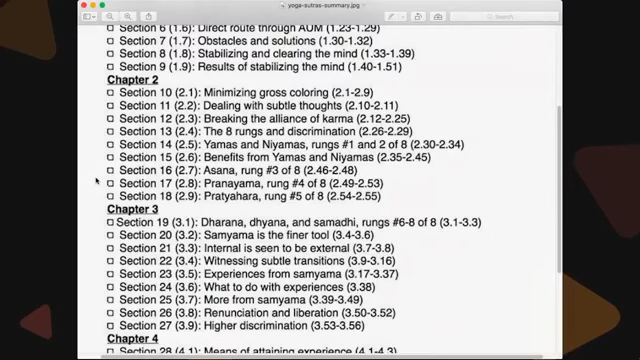 yoga-sutras-summary.jpg
Search
Section 6 (1.6): Direct route through AUM (1.23-1.29)
Section 7 (1.7): Obstacles and solutions (1.30-1.32)
Section 8 (1.8): Stabilizing and clearing the mind (1.33-1.39)
Section 9 (1.9): Results of stabilizing the mind (1.40-1.51)
Chapter 2
Section 10 (2.1): Minimizing gross coloring (2.1-2.9)
Section 11 (2.2): Dealing with subtle thoughts (2.10-2.11)
Section 12 (2.3): Breaking the alliance of karma (2.12-2.25)
Section 13 (2.4): The 8 rungs and discrimination (2.26-2.29)
Section 14 (2.5): Yamas and Niyamas, rungs #1 and 2 of 8 (2.30-2.34)
Section 15 (2.6): Benefits from Yamas and Niyamas (2.35-2.45)
Section 16 (2.7): Asana, rung #3 of 8 (2.46-2.48)
Section 17 (2.8): Pranayama, rung #4 of 8 (2.49-2.53)
Section 18 (2.9): Pratyahara, rung #5 of 8 (2.54-2.55)
Chapter 3
Section 19 (3.1): Dharana, dhyana, and samadhi, rungs #6-8 of 8 (3.1-3.3)
Section 20 (3.2): Samyama is the finer tool (3.4-3.6)
Section 21 (3.3): Internal is seen to be external (3.7-3.8)
Section 22 (3.4): Witnessing subtle transitions (3.9-3.16)
Section 23 (3.5): Experiences from samyama (3.17-3.37)
Section 24 (3.6): What to do with experiences (3.38)
Section 25 (3.7): More from samyama (3.39-3.49)
Section 26 (3.8): Renunciation and liberation (3.50-3.52)
Section 27 (3.9): Higher discrimination (3.53-3.56)
Chapter 4
Section 28 (4.1): Means of attaining experience (4.1-4.3)